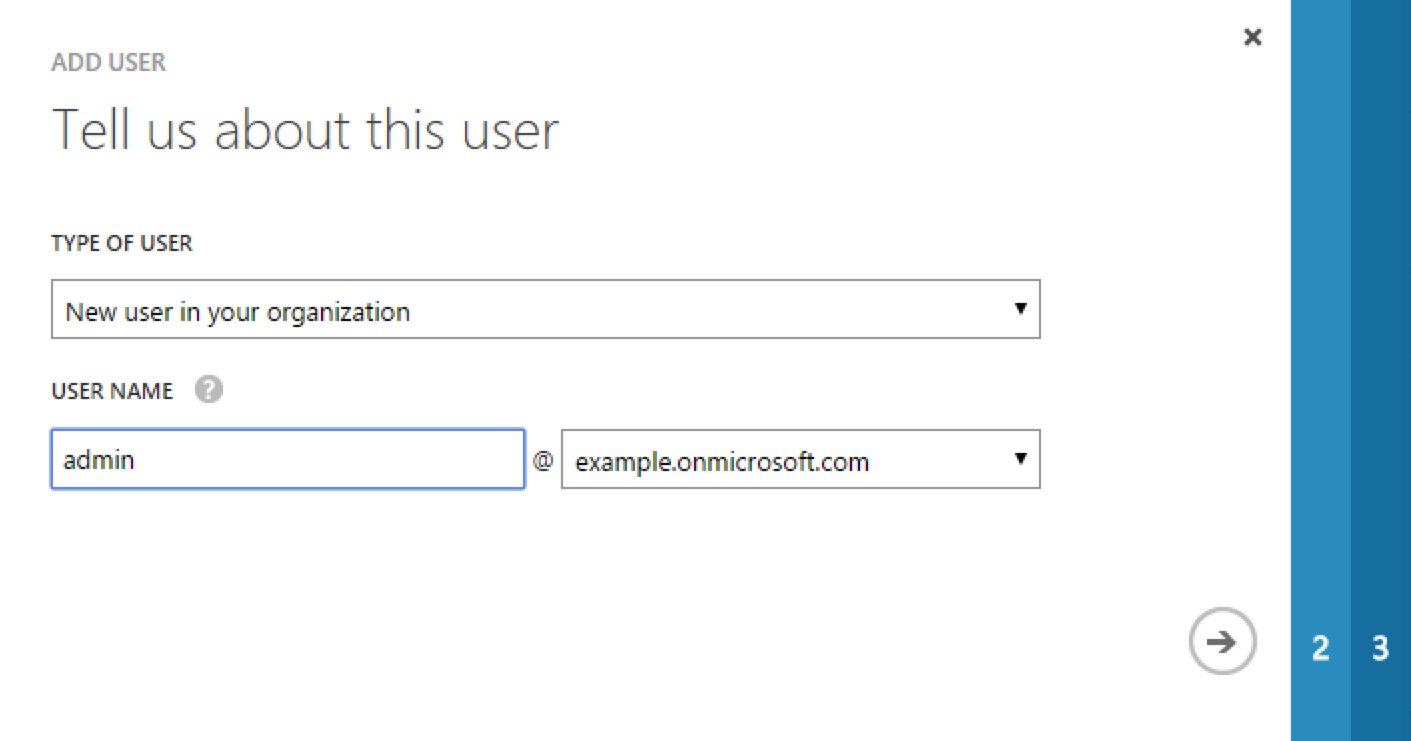 ADD USER
Tell us about this user
TYPE OF USER
New user in your organization
USER NAME ?
admin @ example.onmicrosoft.com
2 3